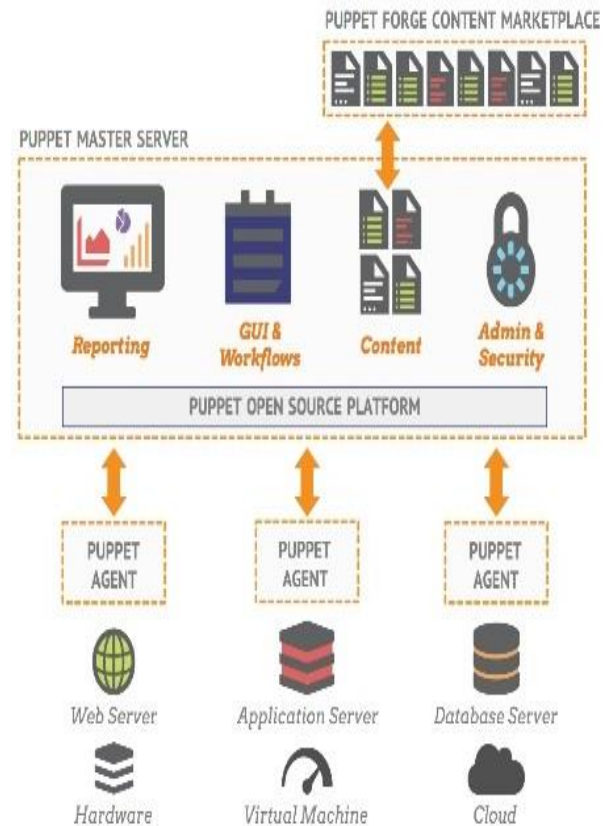 PUPPET FORGE CONTENT MARKETPLACE
PUPPET MASTER SERVER
Reporting
GUI &
Workflows
Content
Admin &
Security
PUPPET OPEN SOURCE PLATFORM
PUPPET
AGENT
PUPPET
AGENT
PUPPET
AGENT
Web Server
Application Server
Database Server
Hardware
Virtual Machine
Cloud